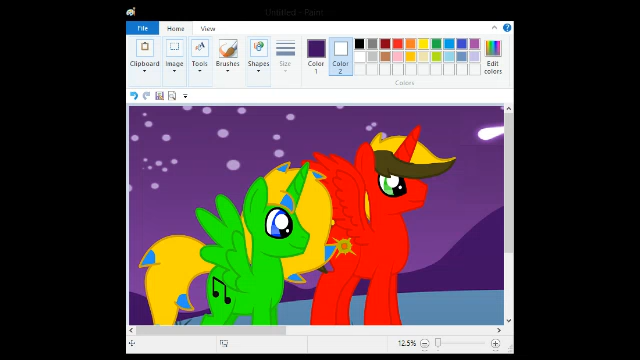 Untitled - Paint
File Home View
Clipboard Image Tools Brushes Shapes Size Color 1 Color 2 Edit colors
Colors
12.5%